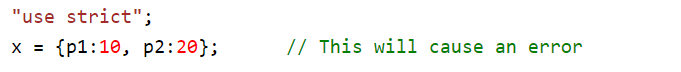 "use strict";
x = {p1:10, p2:20};      // This will cause an error